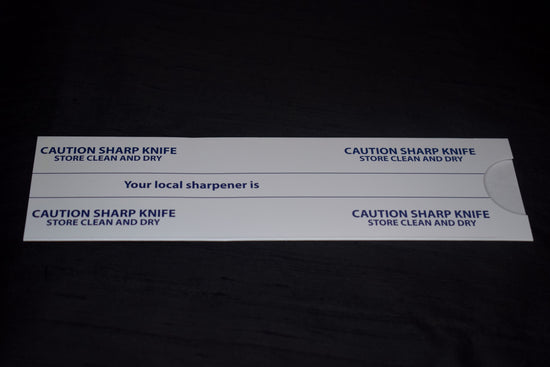 CAUTION SHARP KNIFE
STORE CLEAN AND DRY
CAUTION SHARP KNIFE
STORE CLEAN AND DRY
Your local sharpener is
CAUTION SHARP KNIFE
STORE CLEAN AND DRY
CAUTION SHARP KNIFE
STORE CLEAN AND DRY